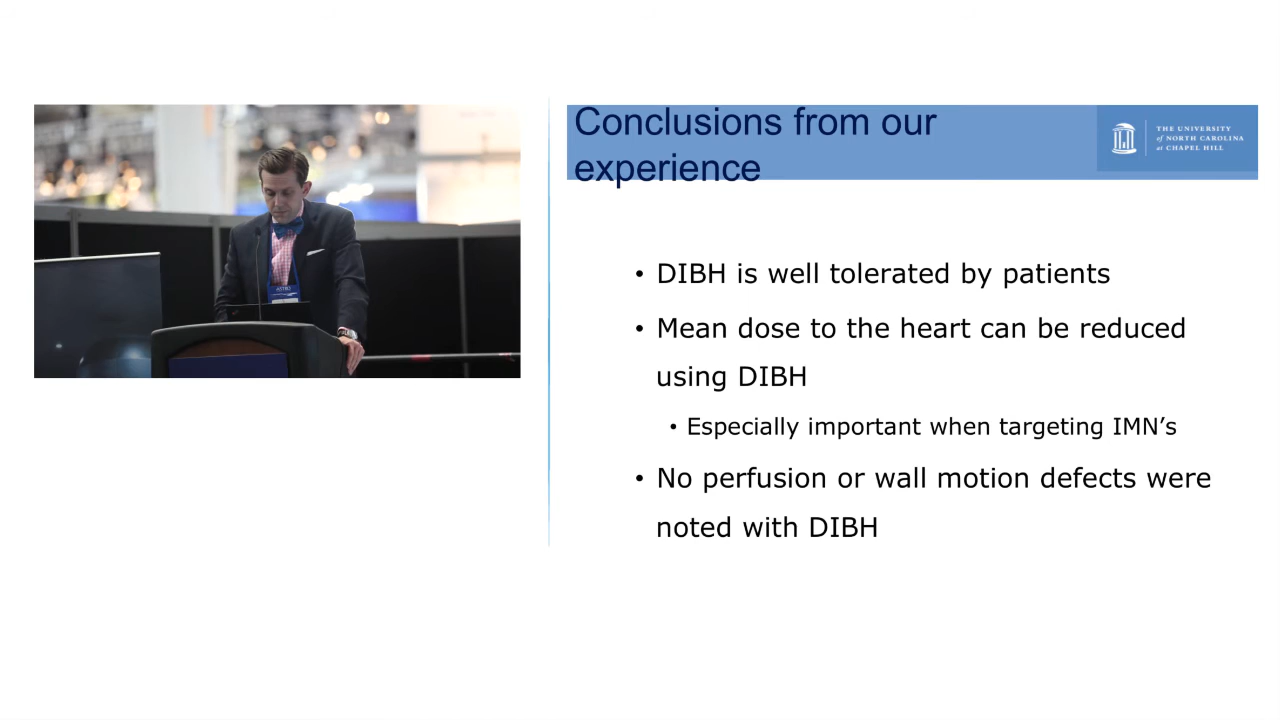 Conclusions from our
experience
THE UNIVERSITY
of NORTH CAROLINA
at CHAPEL HILL
• DIBH is well tolerated by patients
• Mean dose to the heart can be reduced
using DIBH
• Especially important when targeting IMN’s
• No perfusion or wall motion defects were
noted with DIBH